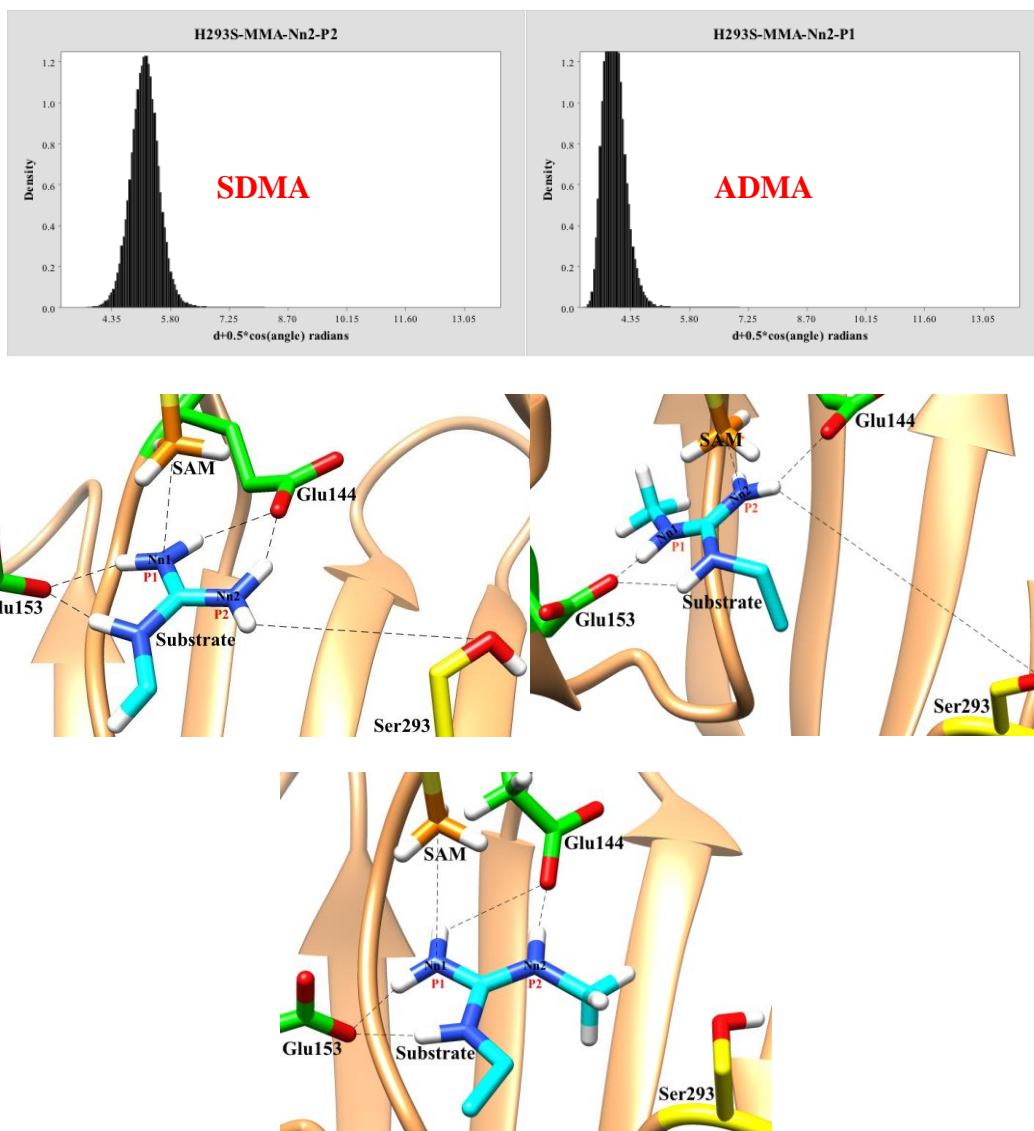 H293S-MMA-Nn2-P2
Density
1.2
1.0
0.8
0.6
0.4
0.2
0.0
SDMA
4.35 5.80 7.25 8.70 10.15 11.60 13.05
d+0.5*cos(angle) radians
H293S-MMA-Nn2-P1
Density
1.2
1.0
0.8
0.6
0.4
0.2
0.0
ADMA
4.35 5.80 7.25 8.70 10.15 11.60 13.05
d+0.5*cos(angle) radians
SAM
Glu144
Nn1
P1
Nn2
P2
lu153
Substrate
Ser293
SAM
Glu144
Nn2
P2
Nn1
P1
Glu153
Substrate
Ser293
SAM
Glu144
Nn1
P1
Nn2
P2
Glu153
Substrate
Ser293